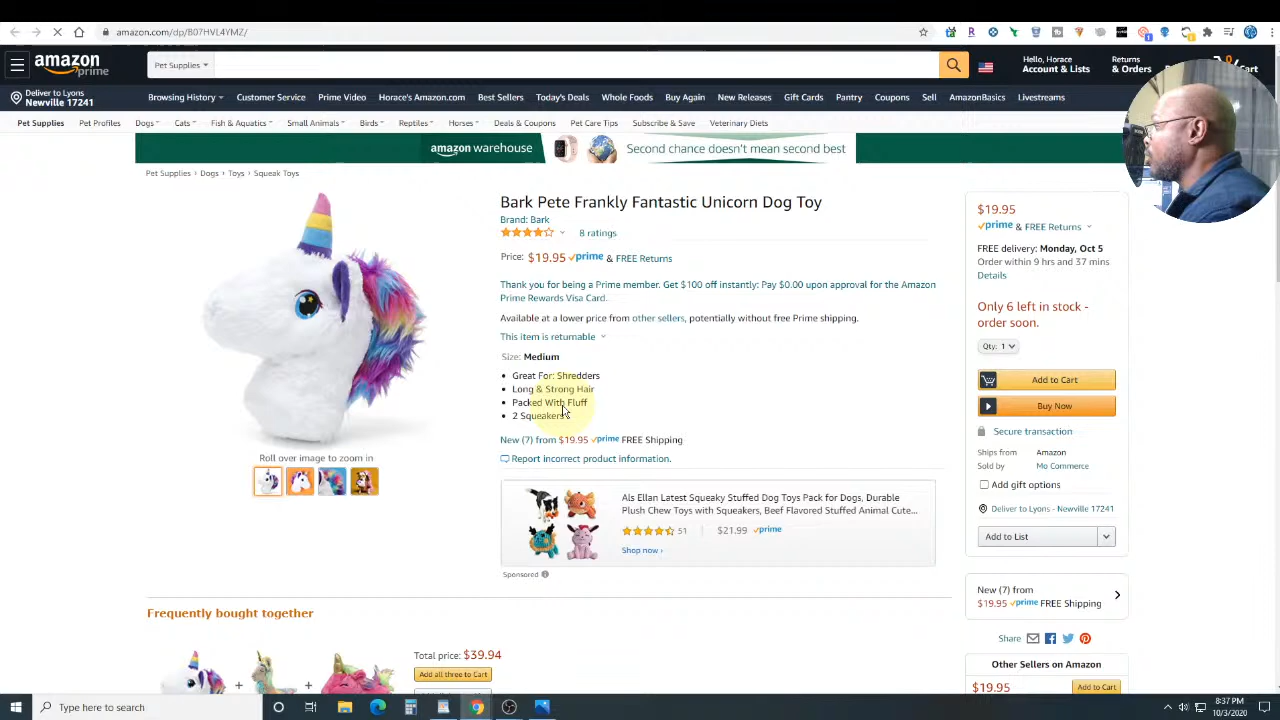 amazon.com/dp/B07HVL4YMZ/
amazon
prime
Pet Supplies
Hello, Horace
Account & Lists
Returns
& Orders
0
Cart
Deliver to Lyons
Newville 17241
Browsing History
Customer Service
Prime Video
Horace's Amazon.com
Best Sellers
Today's Deals
Whole Foods
Buy Again
New Releases
Gift Cards
Pantry
Coupons
Sell
AmazonBasics
Livestreams
Pet Supplies
Pet Profiles
Dogs
Cats
Fish & Aquatics
Small Animals
Birds
Reptiles
Horses
Deals & Coupons
Pet Care Tips
Subscribe & Save
Veterinary Diets
amazon warehouse
Second chance doesn't mean second best
Pet Supplies › Dogs › Toys › Squeak Toys
Roll over image to zoom in
Bark Pete Frankly Fantastic Unicorn Dog Toy
Brand: Bark
8 ratings
Price: $19.95 prime & FREE Returns
Thank you for being a Prime member. Get $100 off instantly: Pay $0.00 upon approval for the Amazon
Prime Rewards Visa Card.
Available at a lower price from other sellers, potentially without free Prime shipping.
This item is returnable
Size: Medium
• Great For: Shredders
• Long & Strong Hair
• Packed With Fluff
• 2 Squeakers
New (7) from $19.95 prime FREE Shipping
Report incorrect product information.
Als Ellan Latest Squeaky Stuffed Dog Toys Pack for Dogs, Durable
Plush Chew Toys with Squeakers, Beef Flavored Stuffed Animal Cute...
51 | $21.99 prime
Shop now ›
Sponsored
$19.95
prime & FREE Returns
FREE delivery: Monday, Oct 5
Order within 9 hrs and 37 mins
Details
Only 6 left in stock -
order soon.
Qty: 1
Add to Cart
Buy Now
Secure transaction
Ships from Amazon
Sold by Mo Commerce
Add gift options
Deliver to Lyons - Newville 17241
Add to List
New (7) from
$19.95 prime FREE Shipping
Share
Other Sellers on Amazon
$19.95
Add to Cart
Frequently bought together
+ +
Total price: $39.94
Add all three to Cart
Type here to search
8:37 PM
10/3/2020